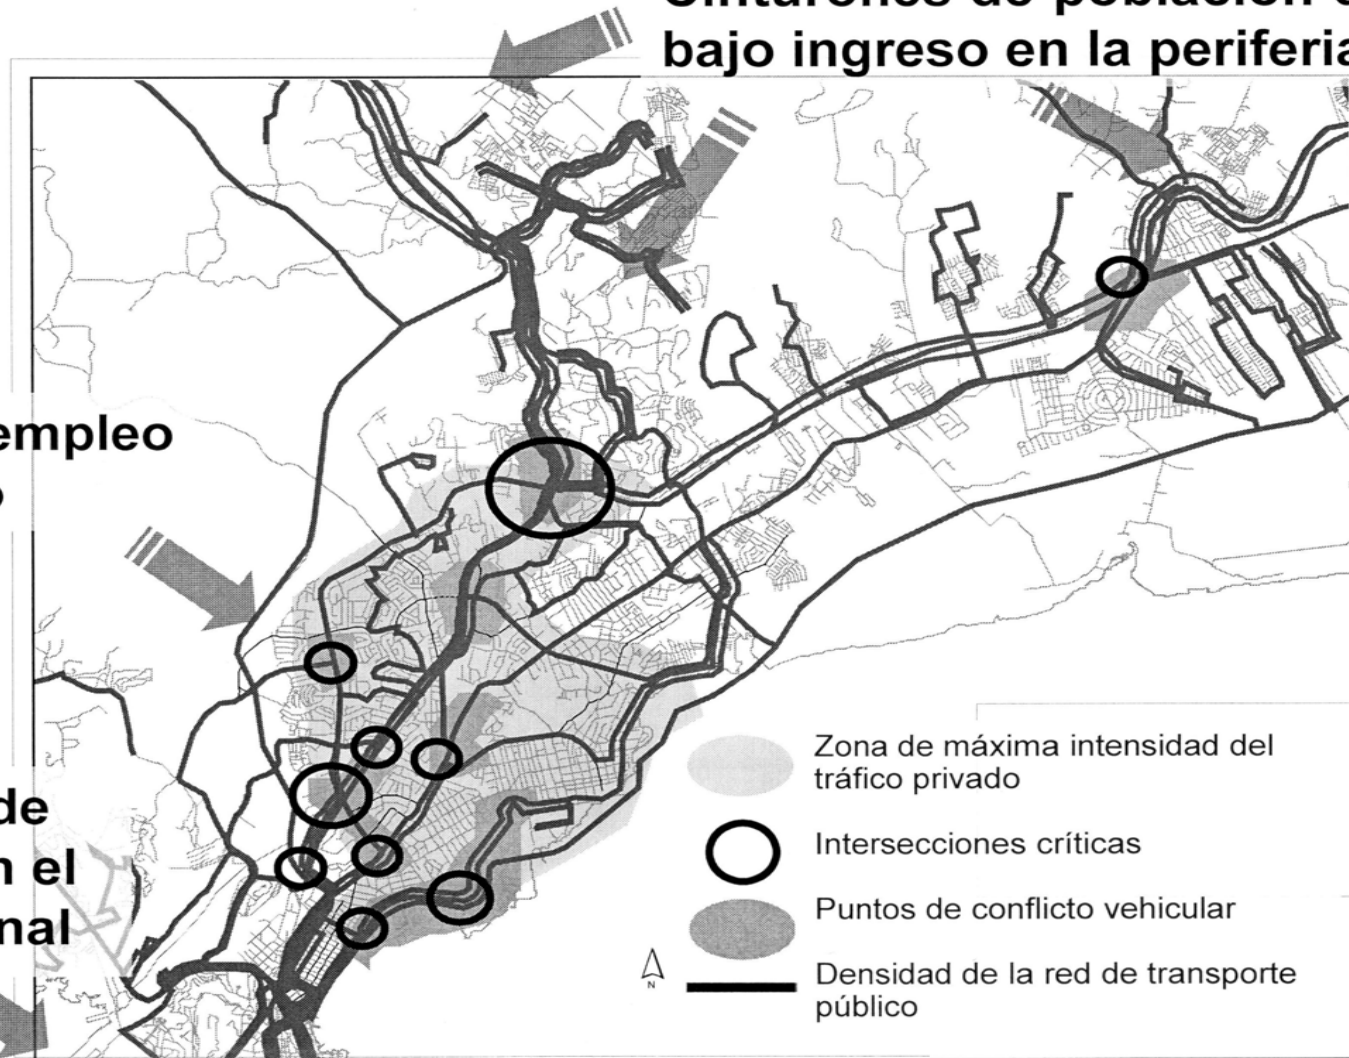 bajo ingreso en la periferia
empleo
de
n el
nal
Zona de máxima intensidad del
tráfico privado
Intersecciones críticas
Puntos de conflicto vehicular
N
Densidad de la red de transporte
público